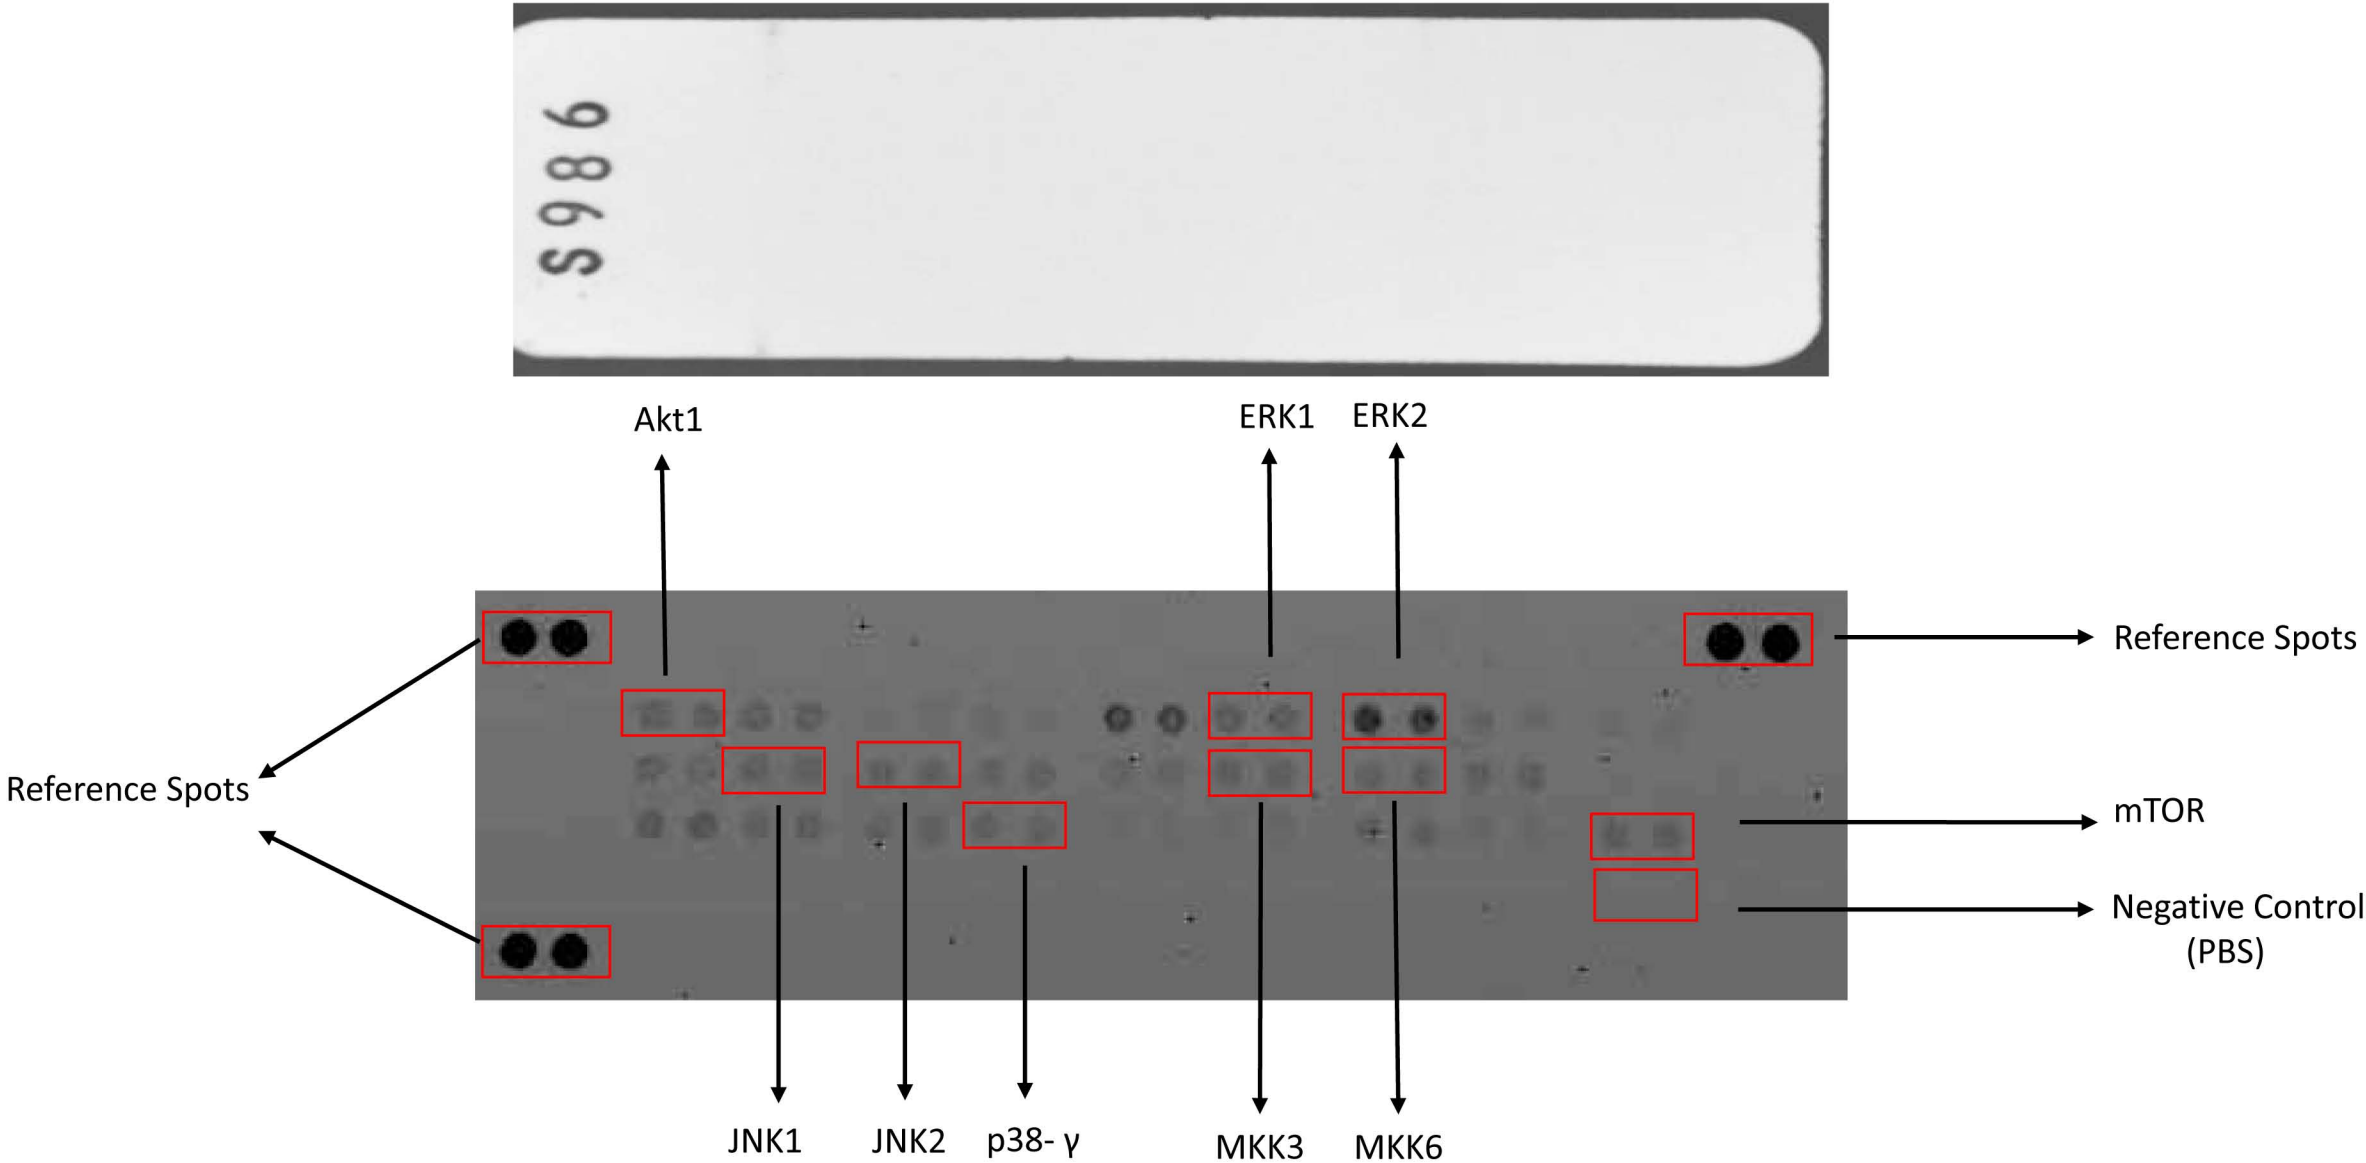 S986
Akt1
ERK1
ERK2
Reference Spots
Reference Spots
mTOR
Negative Control
(PBS)
JNK1
JNK2
p38- γ
MKK3
MKK6